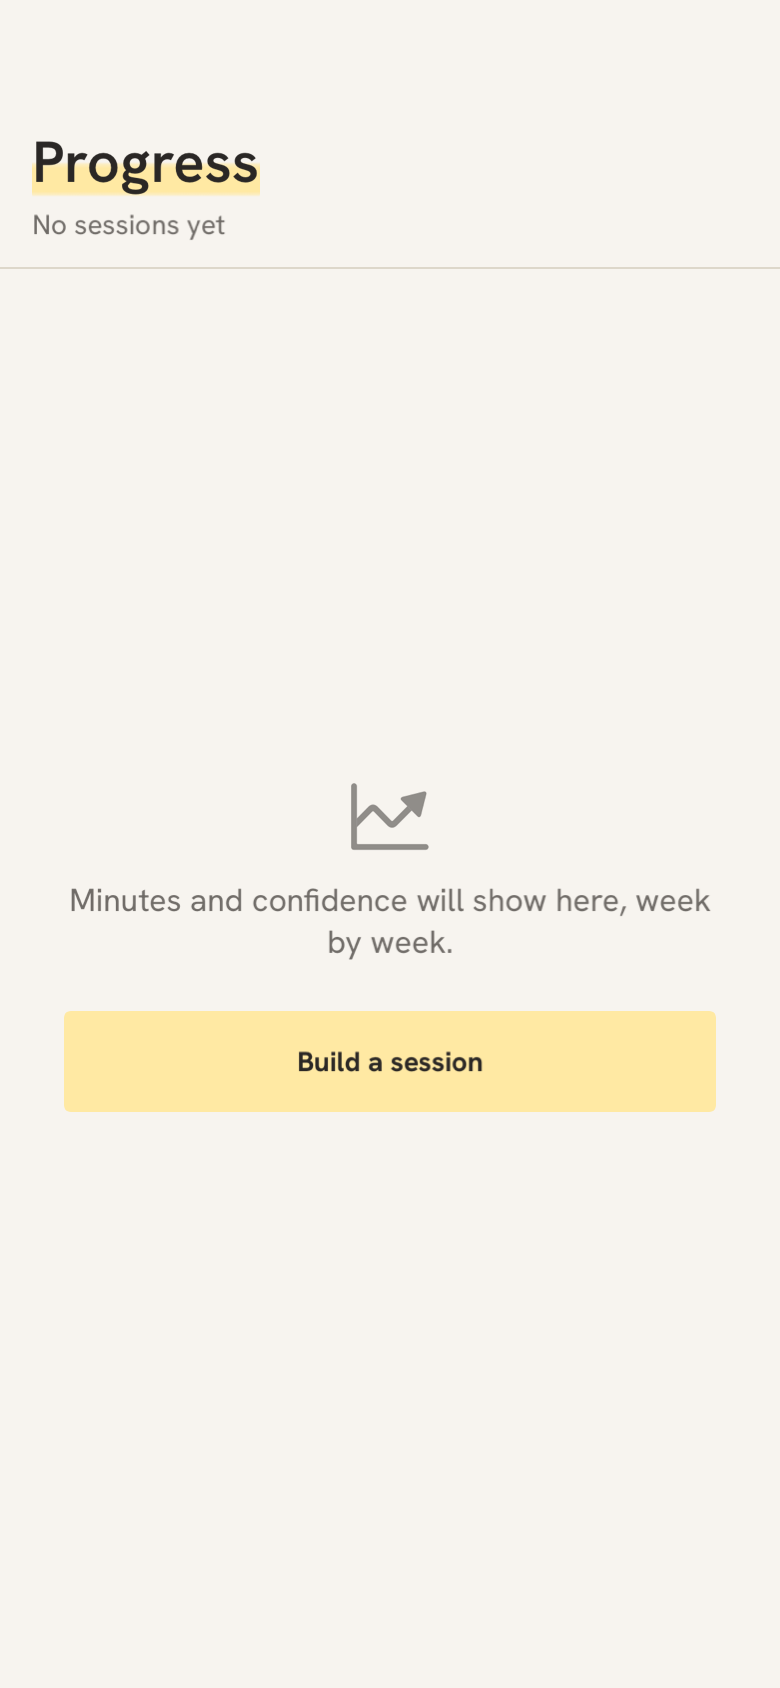 Progress
No sessions yet
Minutes and confidence will show here, week
by week.
Build a session